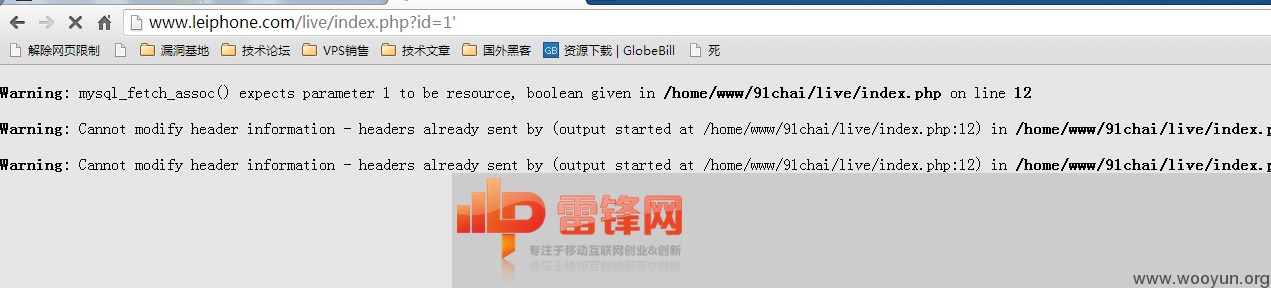 www.leiphone.com/live/index.php?id=1'
解除网页限制 漏洞基地 技术论坛 VPS销售 技术文章 国外黑客 GB 资源下载 | GlobeBill 死
Warning: mysql_fetch_assoc() expects parameter 1 to be resource, boolean given in /home/www/91chai/live/index.php on line 12
Warning: Cannot modify header information - headers already sent by (output started at /home/www/91chai/live/index.php:12) in /home/www/91chai/live/index.p
Warning: Cannot modify header information - headers already sent by (output started at /home/www/91chai/live/index.php:12) in /home/www/91chai/live/index.p
雷锋网
专注于移动互联网创业&创新
www.wooyun.org